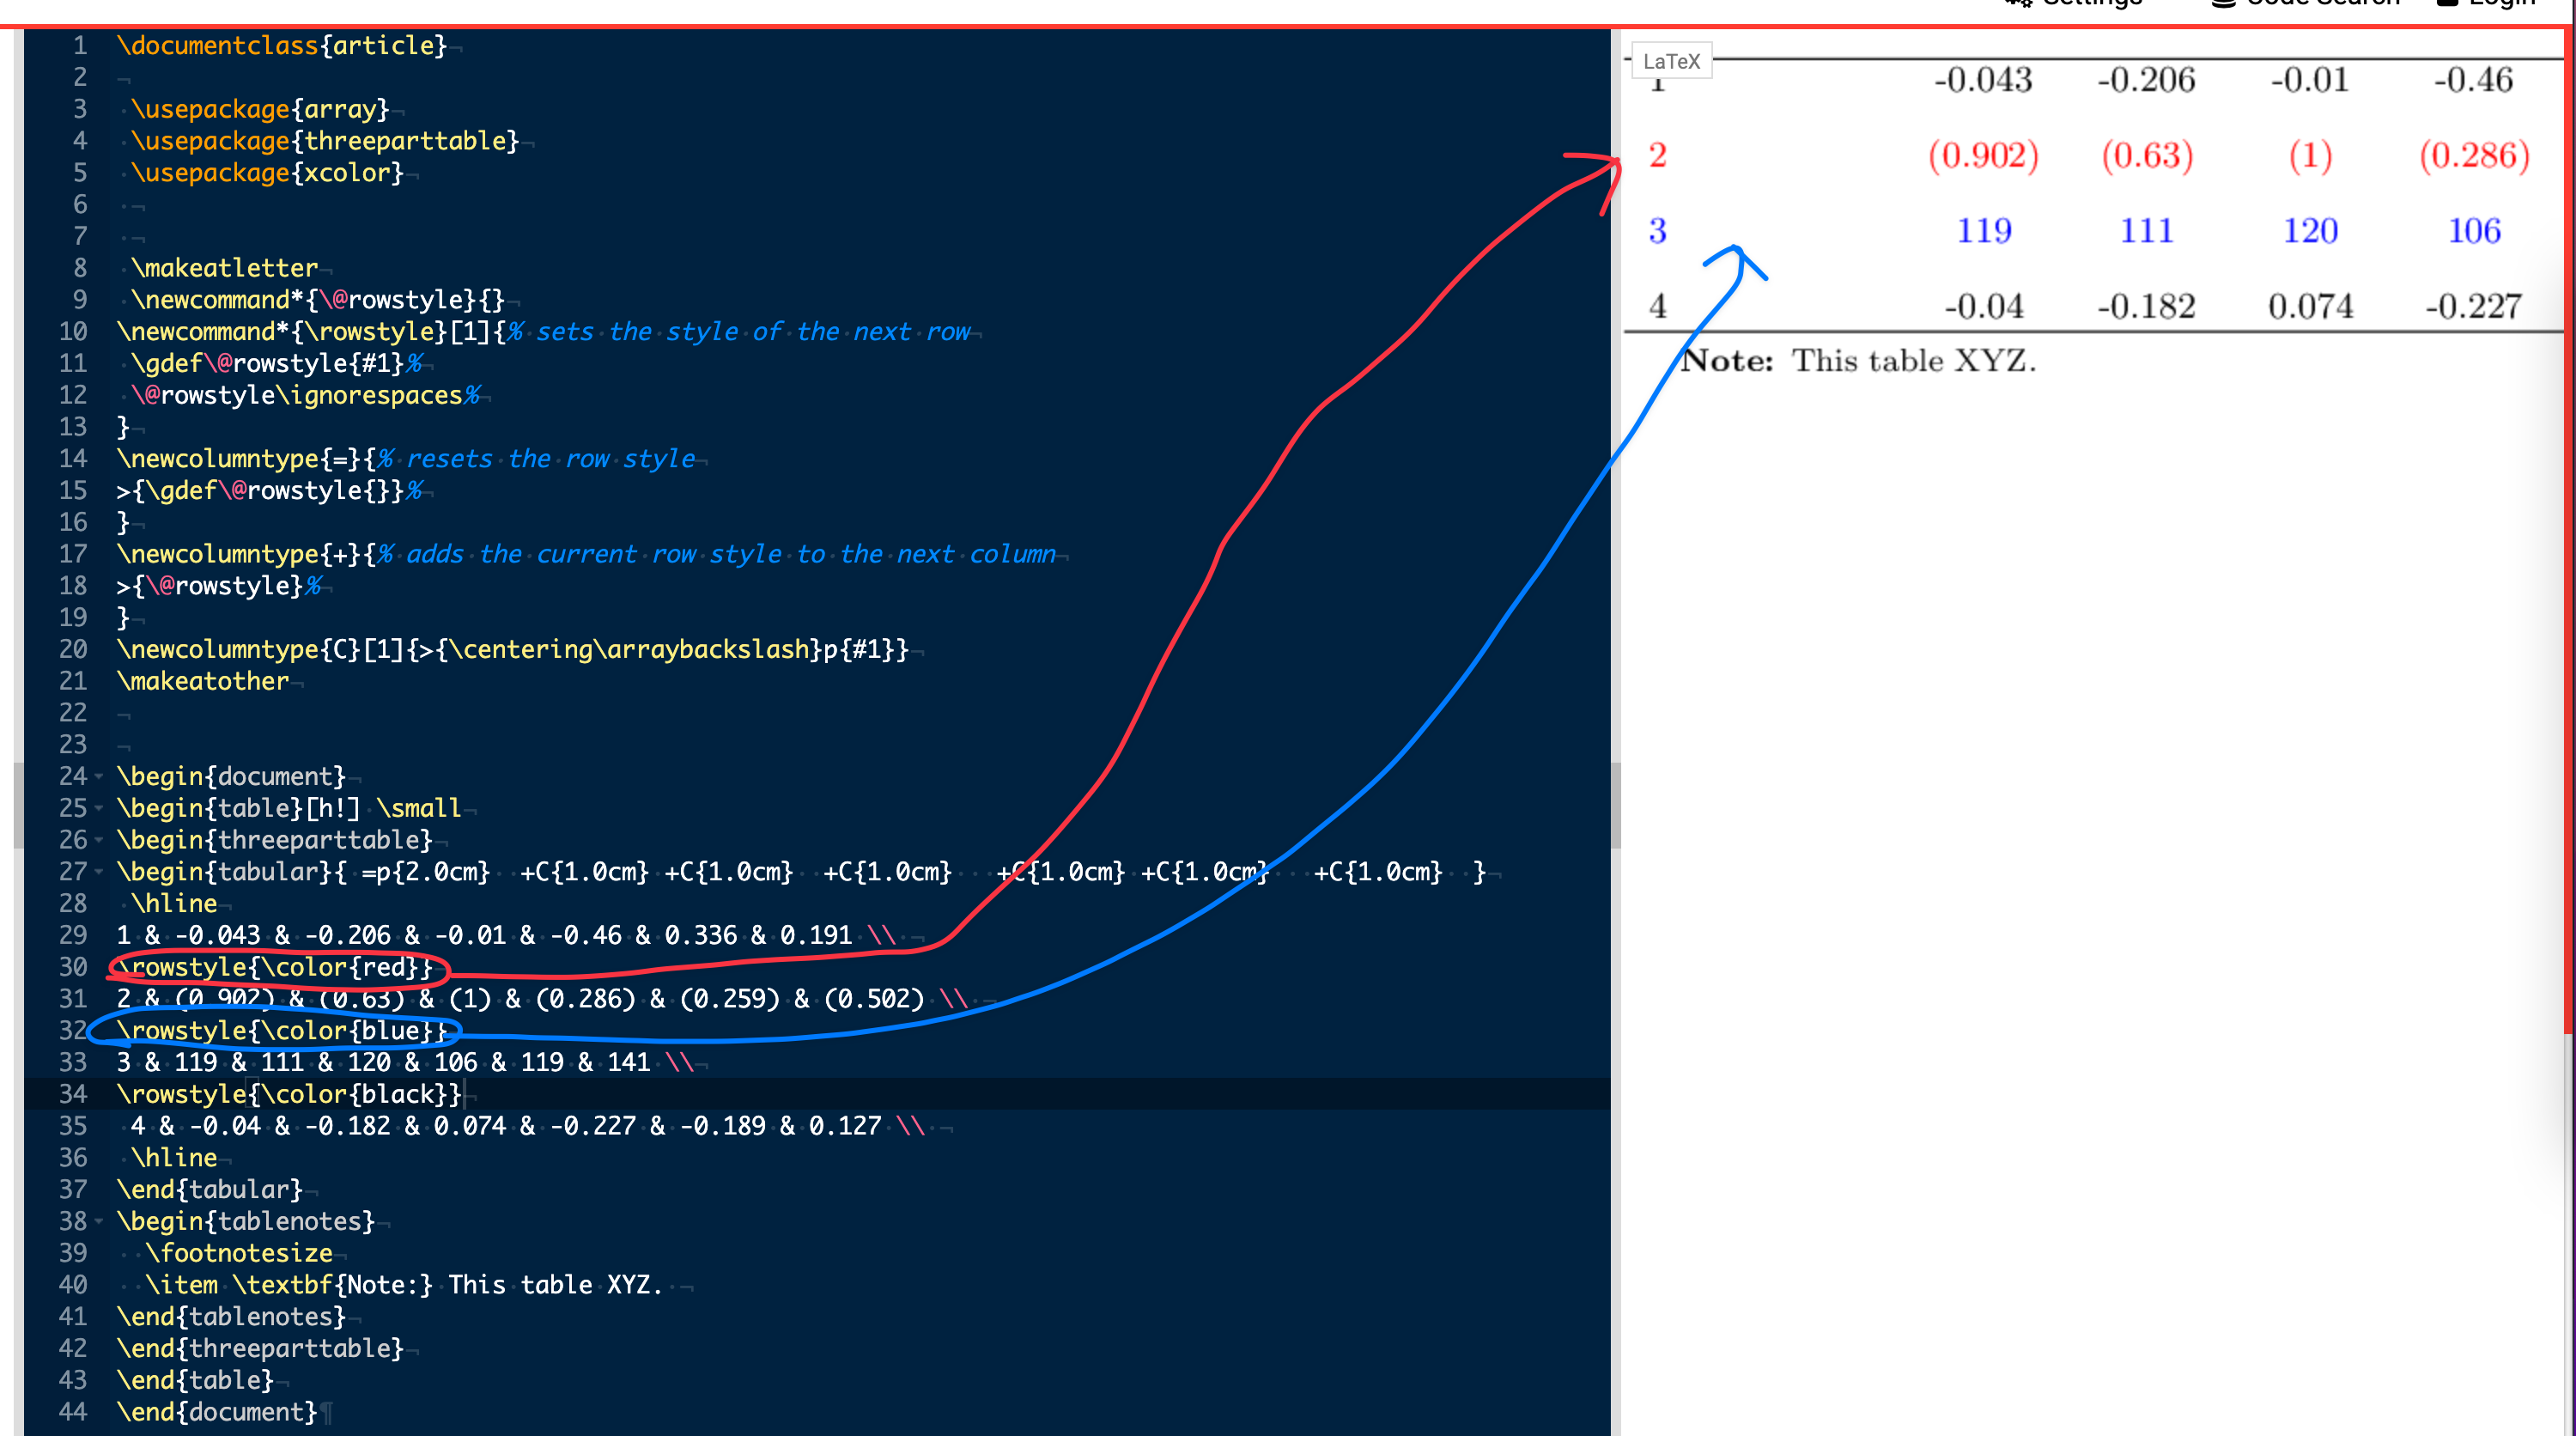 Settings Code Search Login
1 \documentclass{article}
2
3 \usepackage{array}
4 \usepackage{threeparttable}
5 \usepackage{xcolor}
6
7
8 \makeatletter
9 \newcommand*{\@rowstyle}{}
10 \newcommand*{\rowstyle}[1]{% sets the style of the next row
11 \gdef\@rowstyle{#1}%
12 \@rowstyle\ignorespaces%
13 }
14 \newcolumntype{=}{% resets the row style
15 >{\gdef\@rowstyle{}}%
16 }
17 \newcolumntype{+}{% adds the current row style to the next column
18 >{\@rowstyle}%
19 }
20 \newcolumntype{C}[1]{>{\centering\arraybackslash}p{#1}}
21 \makeatother
22
23
24 \begin{document}
25 \begin{table}[h!] \small
26 \begin{threeparttable}
27 \begin{tabular}{ =p{2.0cm} +C{1.0cm} +C{1.0cm} +C{1.0cm} +C{1.0cm} +C{1.0cm} +C{1.0cm} }
28 \hline
29 1 & -0.043 & -0.206 & -0.01 & -0.46 & 0.336 & 0.191 \\
30 \rowstyle{\color{red}}
31 2 & (0.902) & (0.63) & (1) & (0.286) & (0.259) & (0.502) \\
32 \rowstyle{\color{blue}}
33 3 & 119 & 111 & 120 & 106 & 119 & 141 \\
34 \rowstyle{\color{black}}
35 4 & -0.04 & -0.182 & 0.074 & -0.227 & -0.189 & 0.127 \\
36 \hline
37 \end{tabular}
38 \begin{tablenotes}
39 \footnotesize
40 \item \textbf{Note:} This table XYZ.
41 \end{tablenotes}
42 \end{threeparttable}
43 \end{table}
44 \end{document}
LaTeX
1 -0.043 -0.206 -0.01 -0.46
2 (0.902) (0.63) (1) (0.286)
3 119 111 120 106
4 -0.04 -0.182 0.074 -0.227
Note: This table XYZ.